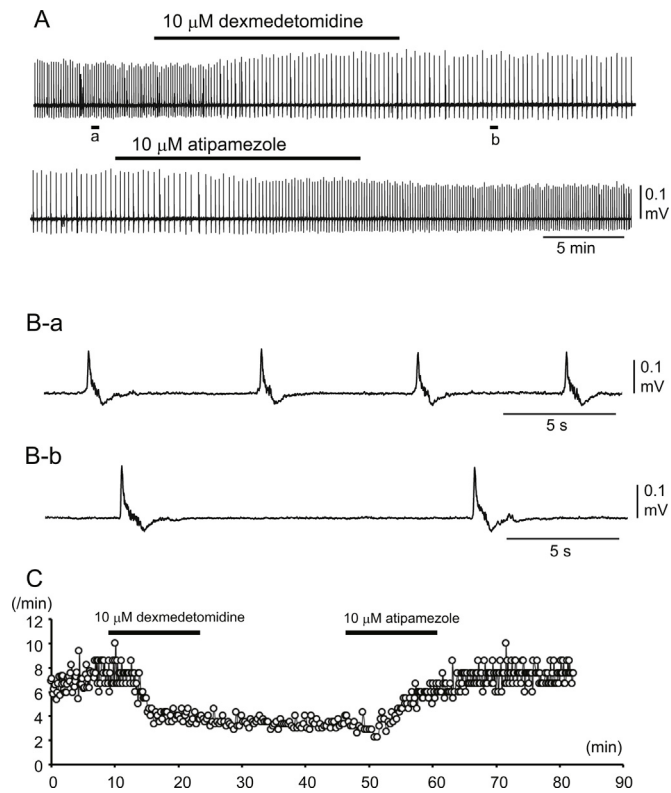 A
10 μM dexmedetomidine
a
b
10 μM atipamezole
0.1
mV
5 min
B-a
0.1
mV
5 s
B-b
0.1
mV
5 s
C
(/min)
10 μM dexmedetomidine
10 μM atipamezole
12
10
8
6
4
2
0
(min)
0 10 20 30 40 50 60 70 80 90